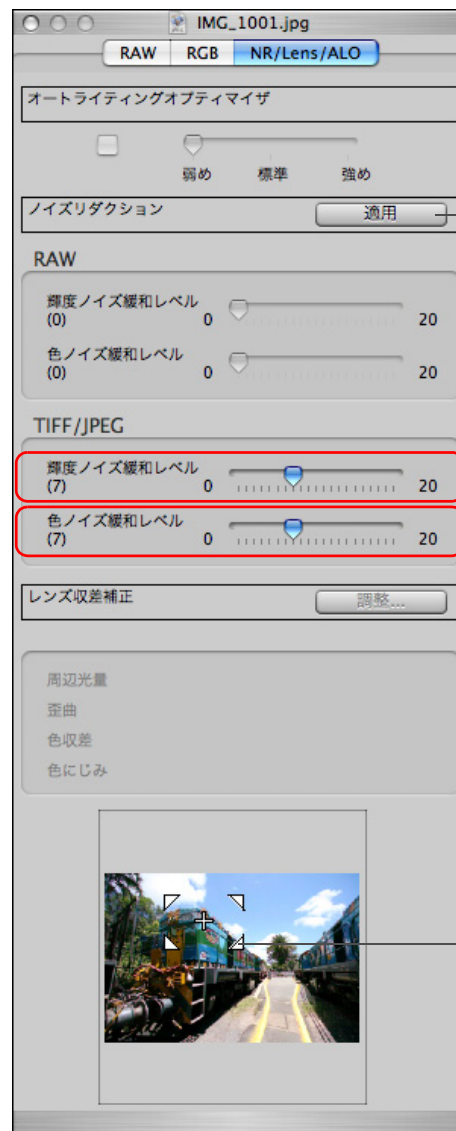 IMG_1001.jpg
RAW RGB NR/Lens/ALO
オートライティングオプティマイザ
弱め 標準 強め
ノイズリダクション 適用
RAW
輝度ノイズ緩和レベル
(0) 0 20
色ノイズ緩和レベル
(0) 0 20
TIFF/JPEG
輝度ノイズ緩和レベル
(7) 0 20
色ノイズ緩和レベル
(7) 0 20
レンズ収差補正 調整...
周辺光量
歪曲
色収差
色にじみ